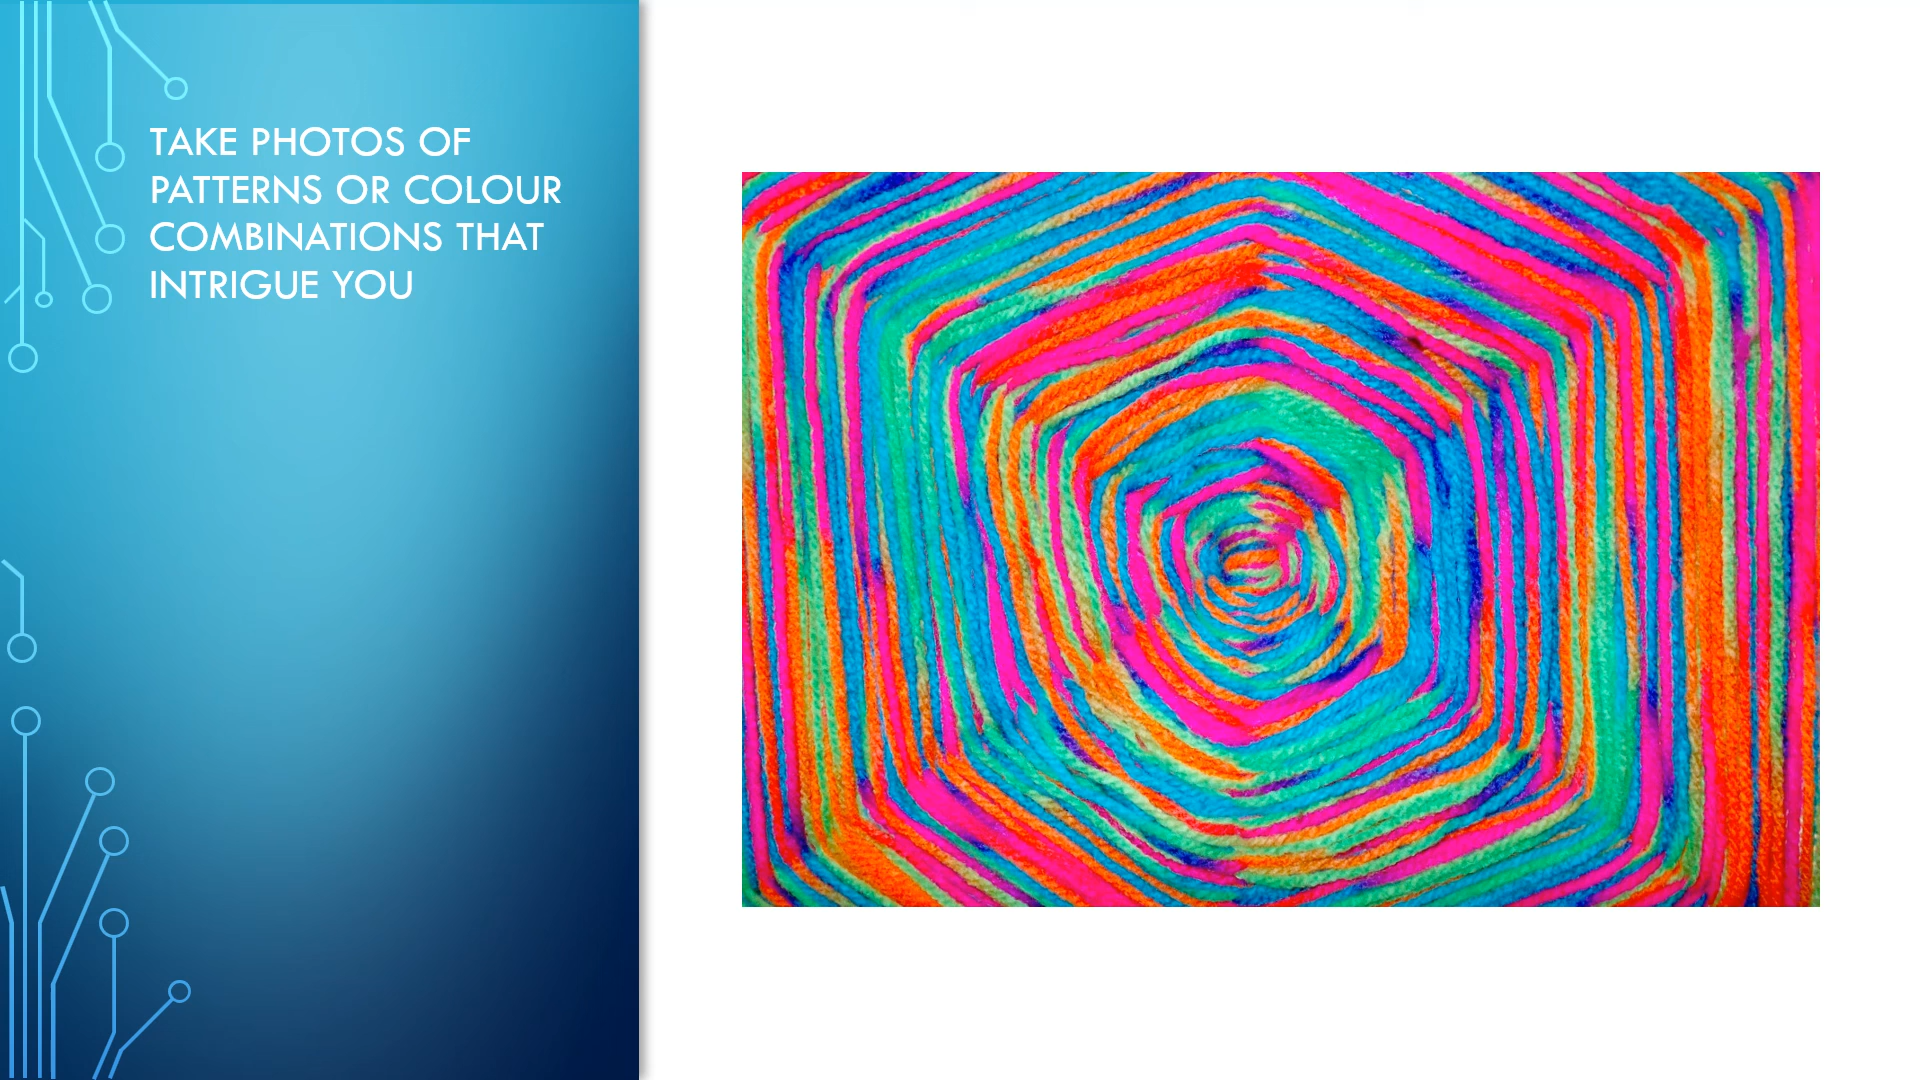 TAKE PHOTOS OF
PATTERNS OR COLOUR
COMBINATIONS THAT
INTRIGUE YOU